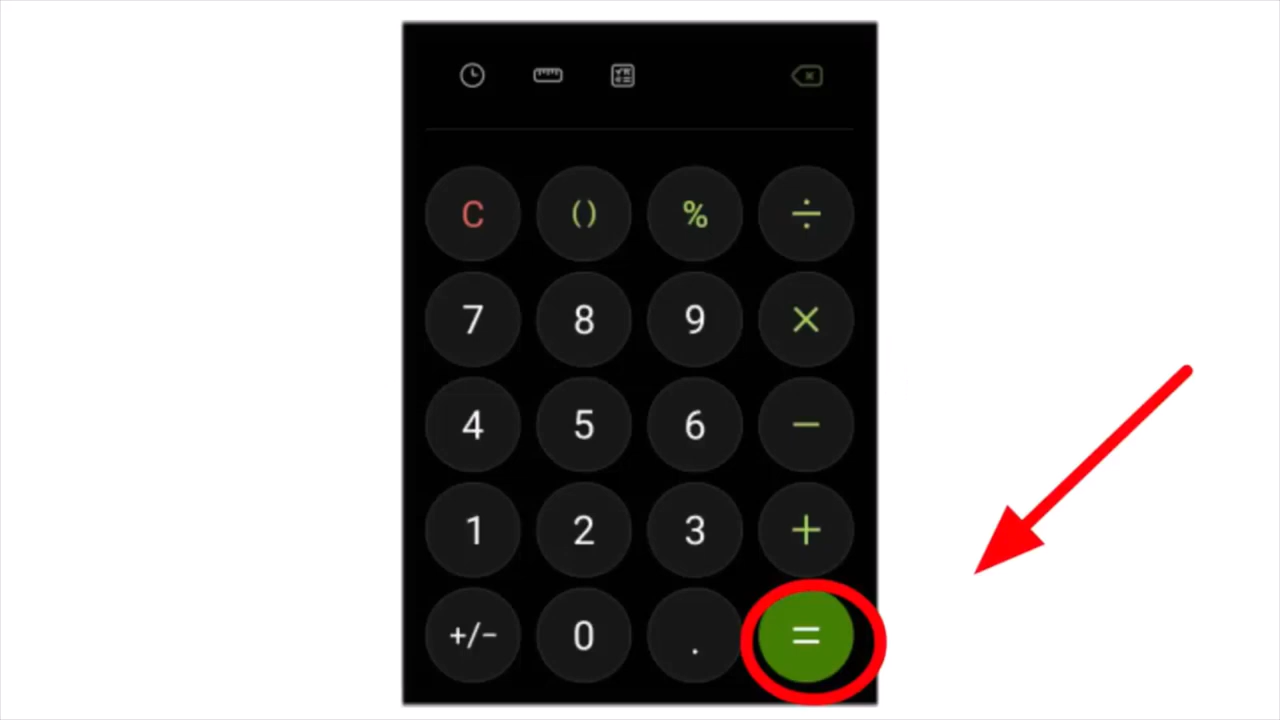 C () % ÷
7 8 9 ×
4 5 6 −
1 2 3 +
+/− 0 . =